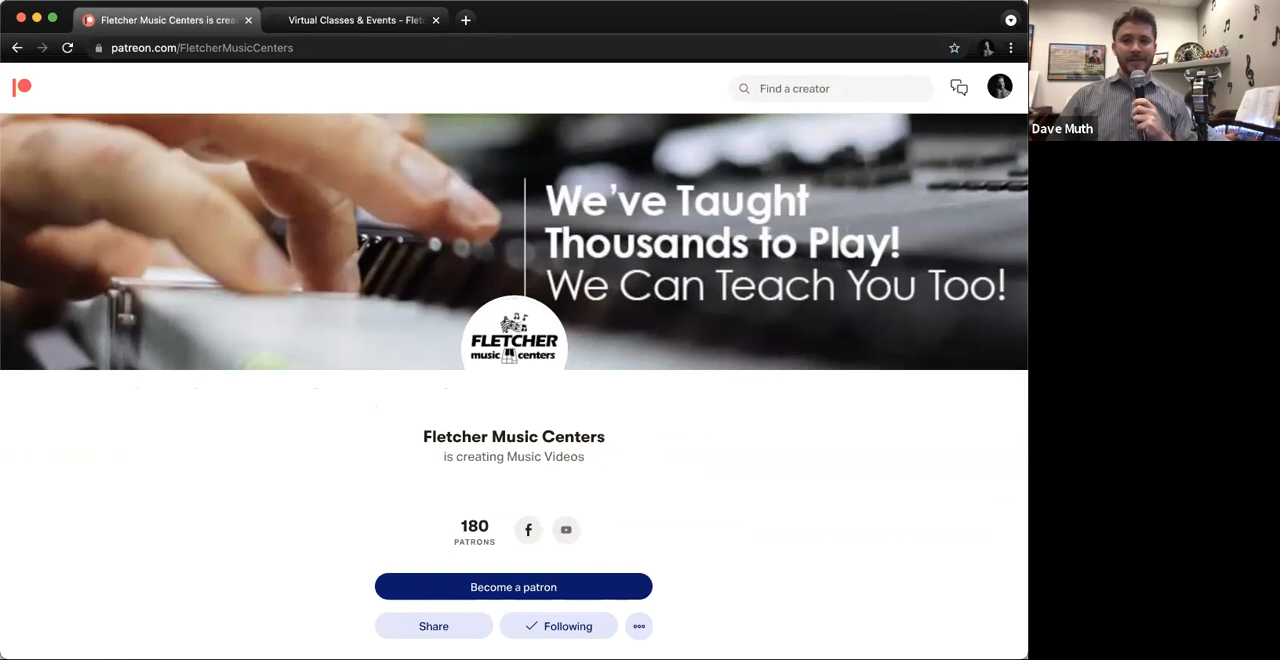 Fletcher Music Centers is crea
Virtual Classes & Events - Flet
patreon.com/FletcherMusicCenters
Find a creator
Dave Muth
We've Taught
Thousands to Play!
We Can Teach You Too!
FLETCHER
music centers
Fletcher Music Centers
is creating Music Videos
180
PATRONS
Become a patron
Share
Following